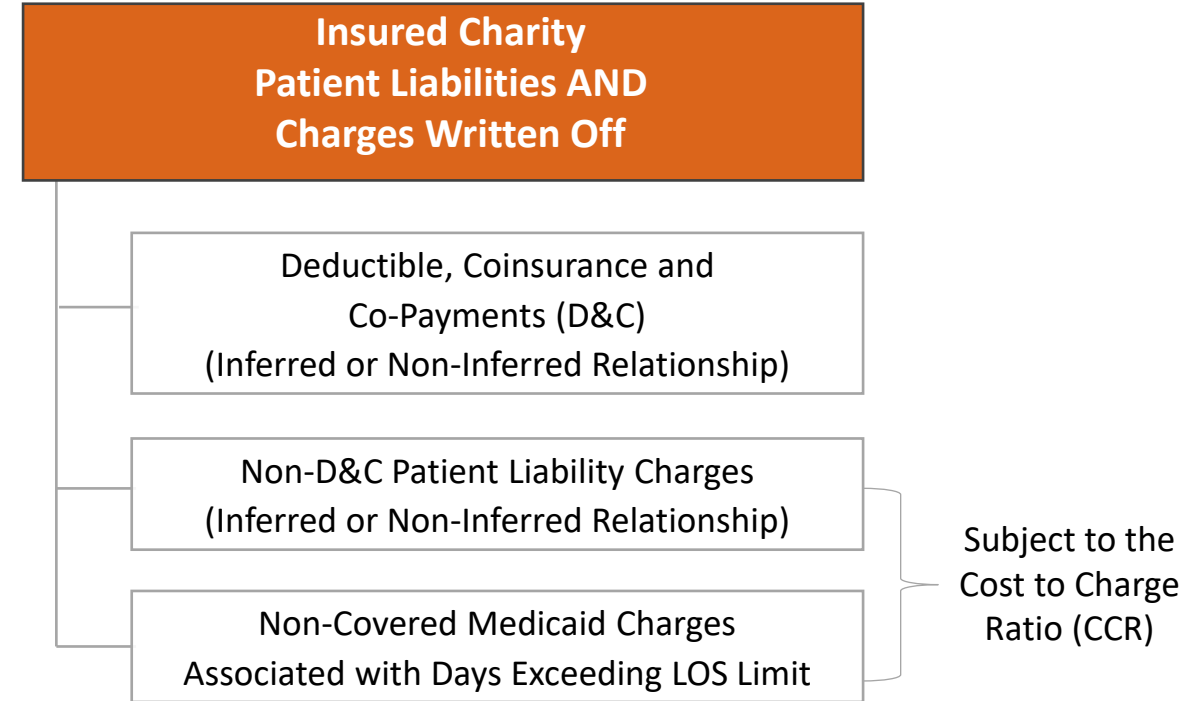 Insured Charity
Patient Liabilities AND
Charges Written Off
Deductible, Coinsurance and
Co-Payments (D&C)
(Inferred or Non-Inferred Relationship)
Non-D&C Patient Liability Charges
(Inferred or Non-Inferred Relationship)
Non-Covered Medicaid Charges
Associated with Days Exceeding LOS Limit
Subject to the
Cost to Charge
Ratio (CCR)